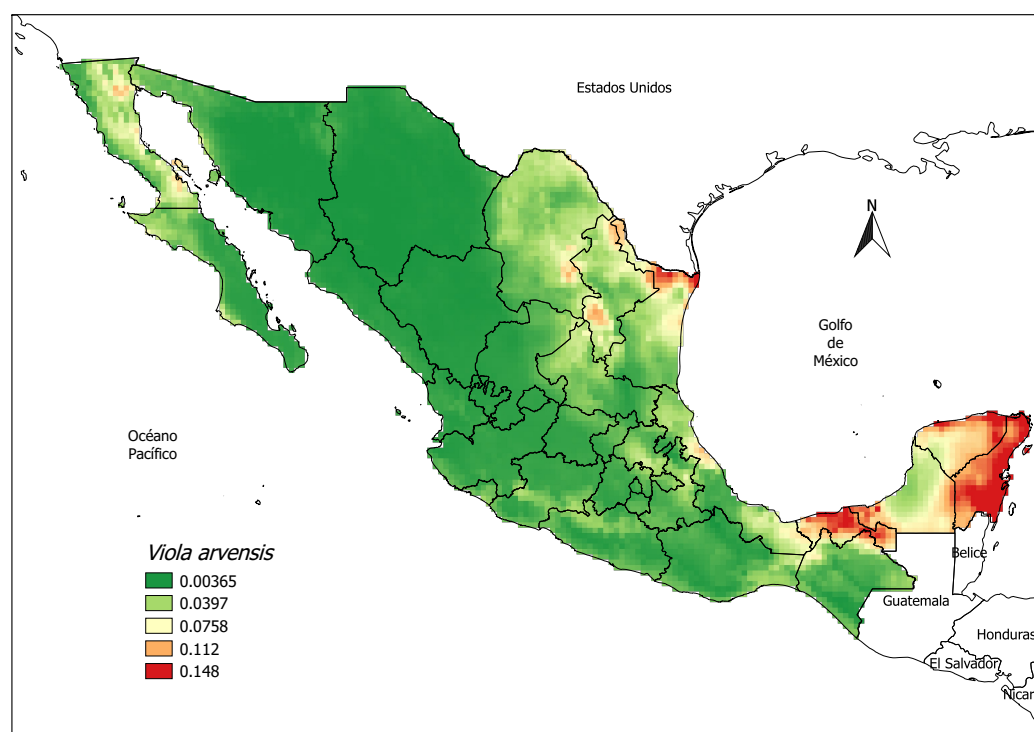 Estados Unidos
N
Golfo
de
México
Océano
Pacífico
Viola arvensis
0.00365
0.0397
0.0758
0.112
0.148
Belice
Guatemala
Honduras
El Salvador
Nicar